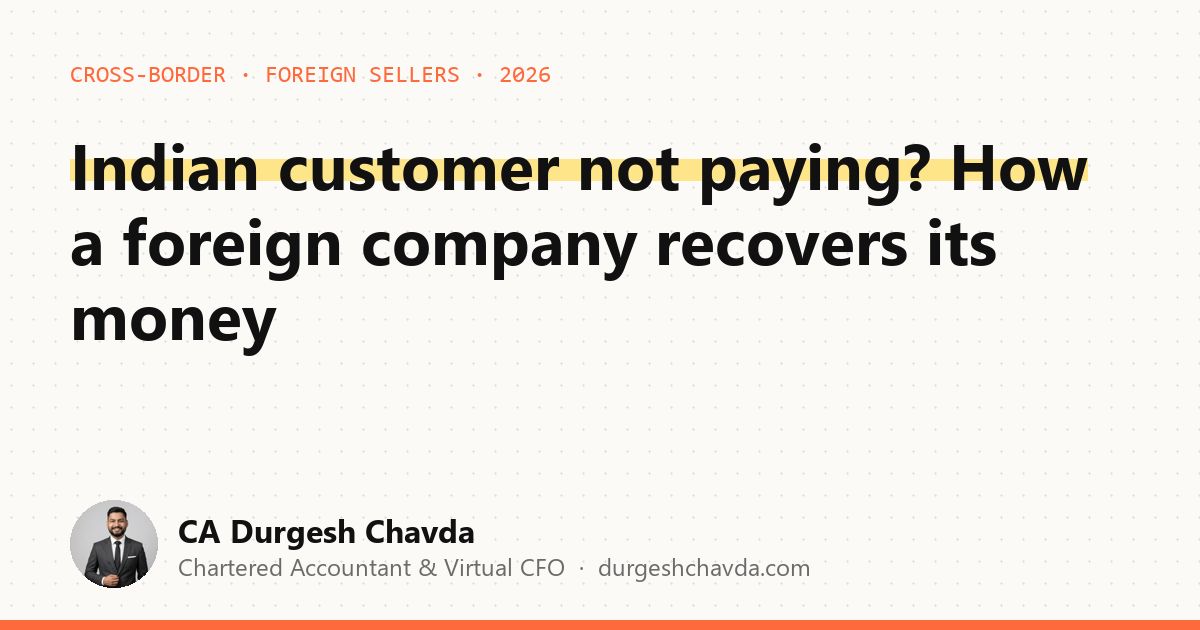 CROSS-BORDER · FOREIGN SELLERS · 2026
Indian customer not paying? How
a foreign company recovers its
money
CA Durgesh Chavda
Chartered Accountant & Virtual CFO · durgeshchavda.com